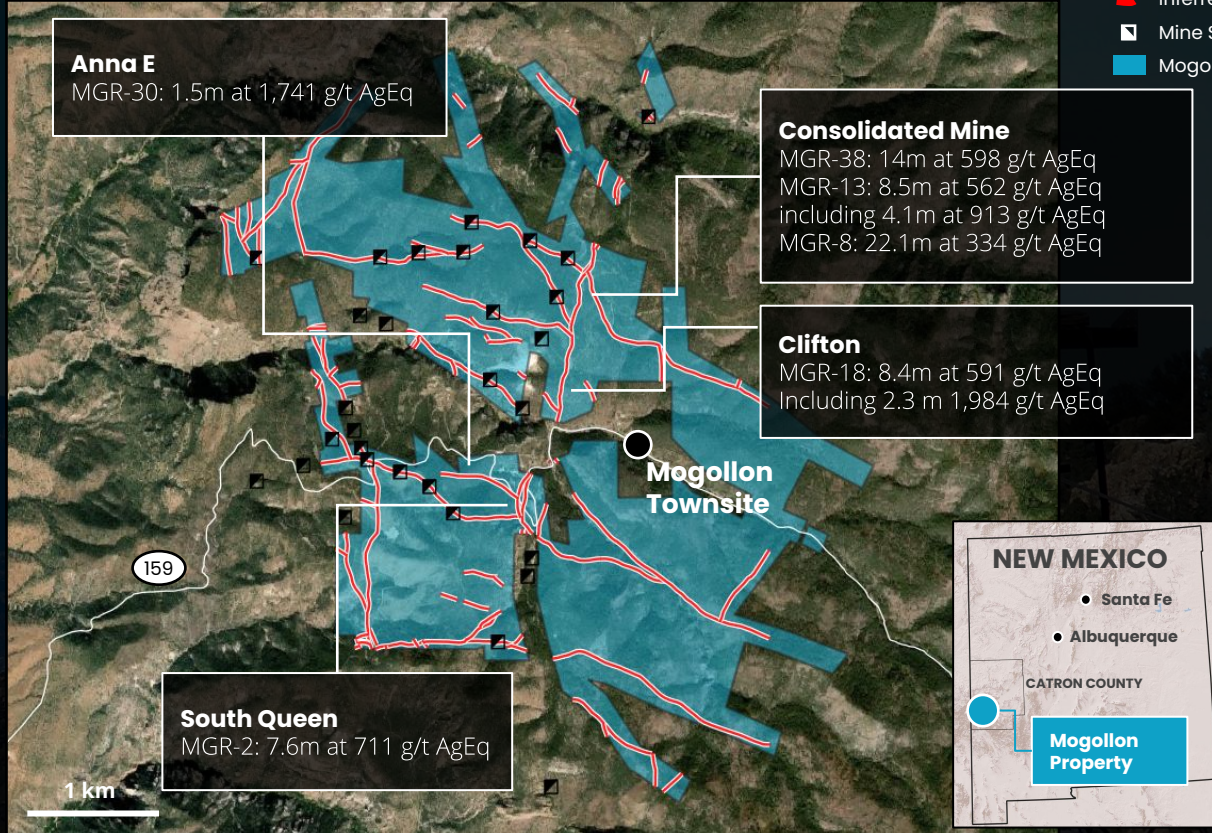 Mine S
Mogo
Anna E
MGR-30: 1.5m at 1,741 g/t AgEq
Consolidated Mine
MGR-38: 14m at 598 g/t AgEq
MGR-13: 8.5m at 562 g/t AgEq
including 4.1m at 913 g/t AgEq
MGR-8: 22.1m at 334 g/t AgEq
Clifton
MGR-18: 8.4m at 591 g/t AgEq
Including 2.3 m 1,984 g/t AgEq
Mogollon
Townsite
159
South Queen
MGR-2: 7.6m at 711 g/t AgEq
1 km
NEW MEXICO
Santa Fe
Albuquerque
CATRON COUNTY
Mogollon
Property